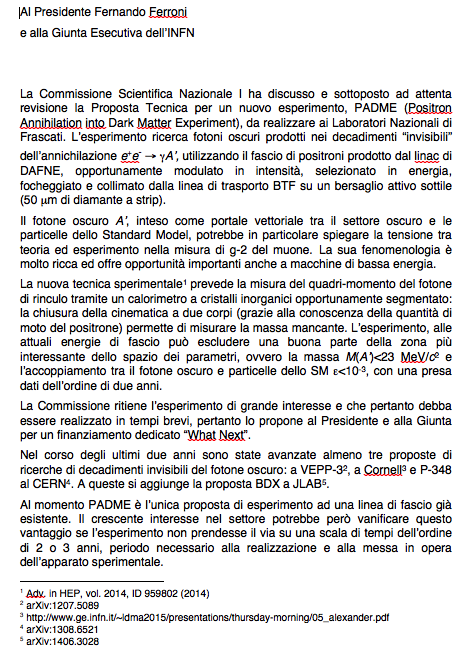 Al Presidente Fernando Ferroni
e alla Giunta Esecutiva dell'INFN
La Commissione Scientifica Nazionale I ha discusso e sottoposto ad attenta
revisione la Proposta Tecnica per un nuovo esperimento, PADME (Positron
Annihilation into Dark Matter Experiment), da realizzare ai Laboratori Nazionali di
Frascati. L'esperimento ricerca fotoni oscuri prodotti nei decadimenti "invisibili"
dell'annichilazione e⁺e⁻ → γA', utilizzando il fascio di positroni prodotto dal linac di
DAFNE, opportunamente modulato in intensità, selezionato in energia,
focheggiato e collimato dalla linea di trasporto BTF su un bersaglio attivo sottile
(50 μm di diamante a strip).
Il fotone oscuro A', inteso come portale vettoriale tra il settore oscuro e le
particelle dello Standard Model, potrebbe in particolare spiegare la tensione tra
teoria ed esperimento nella misura di g-2 del muone. La sua fenomenologia è
molto ricca ed offre opportunità importanti anche a macchine di bassa energia.
La nuova tecnica sperimentale¹ prevede la misura del quadri-momento del fotone
di rinculo tramite un calorimetro a cristalli inorganici opportunamente segmentato:
la chiusura della cinematica a due corpi (grazie alla conoscenza della quantità di
moto del positrone) permette di misurare la massa mancante. L'esperimento, alle
attuali energie di fascio può escludere una buona parte della zona più
interessante dello spazio dei parametri, ovvero la massa M(A')<23 MeV/c² e
l'accoppiamento tra il fotone oscuro e particelle dello SM ε<10⁻³, con una presa
dati dell'ordine di due anni.
La Commissione ritiene l'esperimento di grande interesse e che pertanto debba
essere realizzato in tempi brevi, pertanto lo propone al Presidente e alla Giunta
per un finanziamento dedicato "What Next".
Nel corso degli ultimi due anni sono state avanzate almeno tre proposte di
ricerche di decadimenti invisibili del fotone oscuro: a VEPP-3², a Cornell³ e P-348
al CERN⁴. A queste si aggiunge la proposta BDX a JLAB⁵.
Al momento PADME è l'unica proposta di esperimento ad una linea di fascio già
esistente. Il crescente interesse nel settore potrebbe però vanificare questo
vantaggio se l'esperimento non prendesse il via su una scala di tempi dell'ordine
di 2 o 3 anni, periodo necessario alla realizzazione e alla messa in opera
dell'apparato sperimentale.
¹ Adv. in HEP, vol. 2014, ID 959802 (2014)
² arXiv:1207.5089
³ http://www.ge.infn.it/~ldma2015/presentations/thursday-morning/05_alexander.pdf
⁴ arXiv:1308.6521
⁵ arXiv:1406.3028